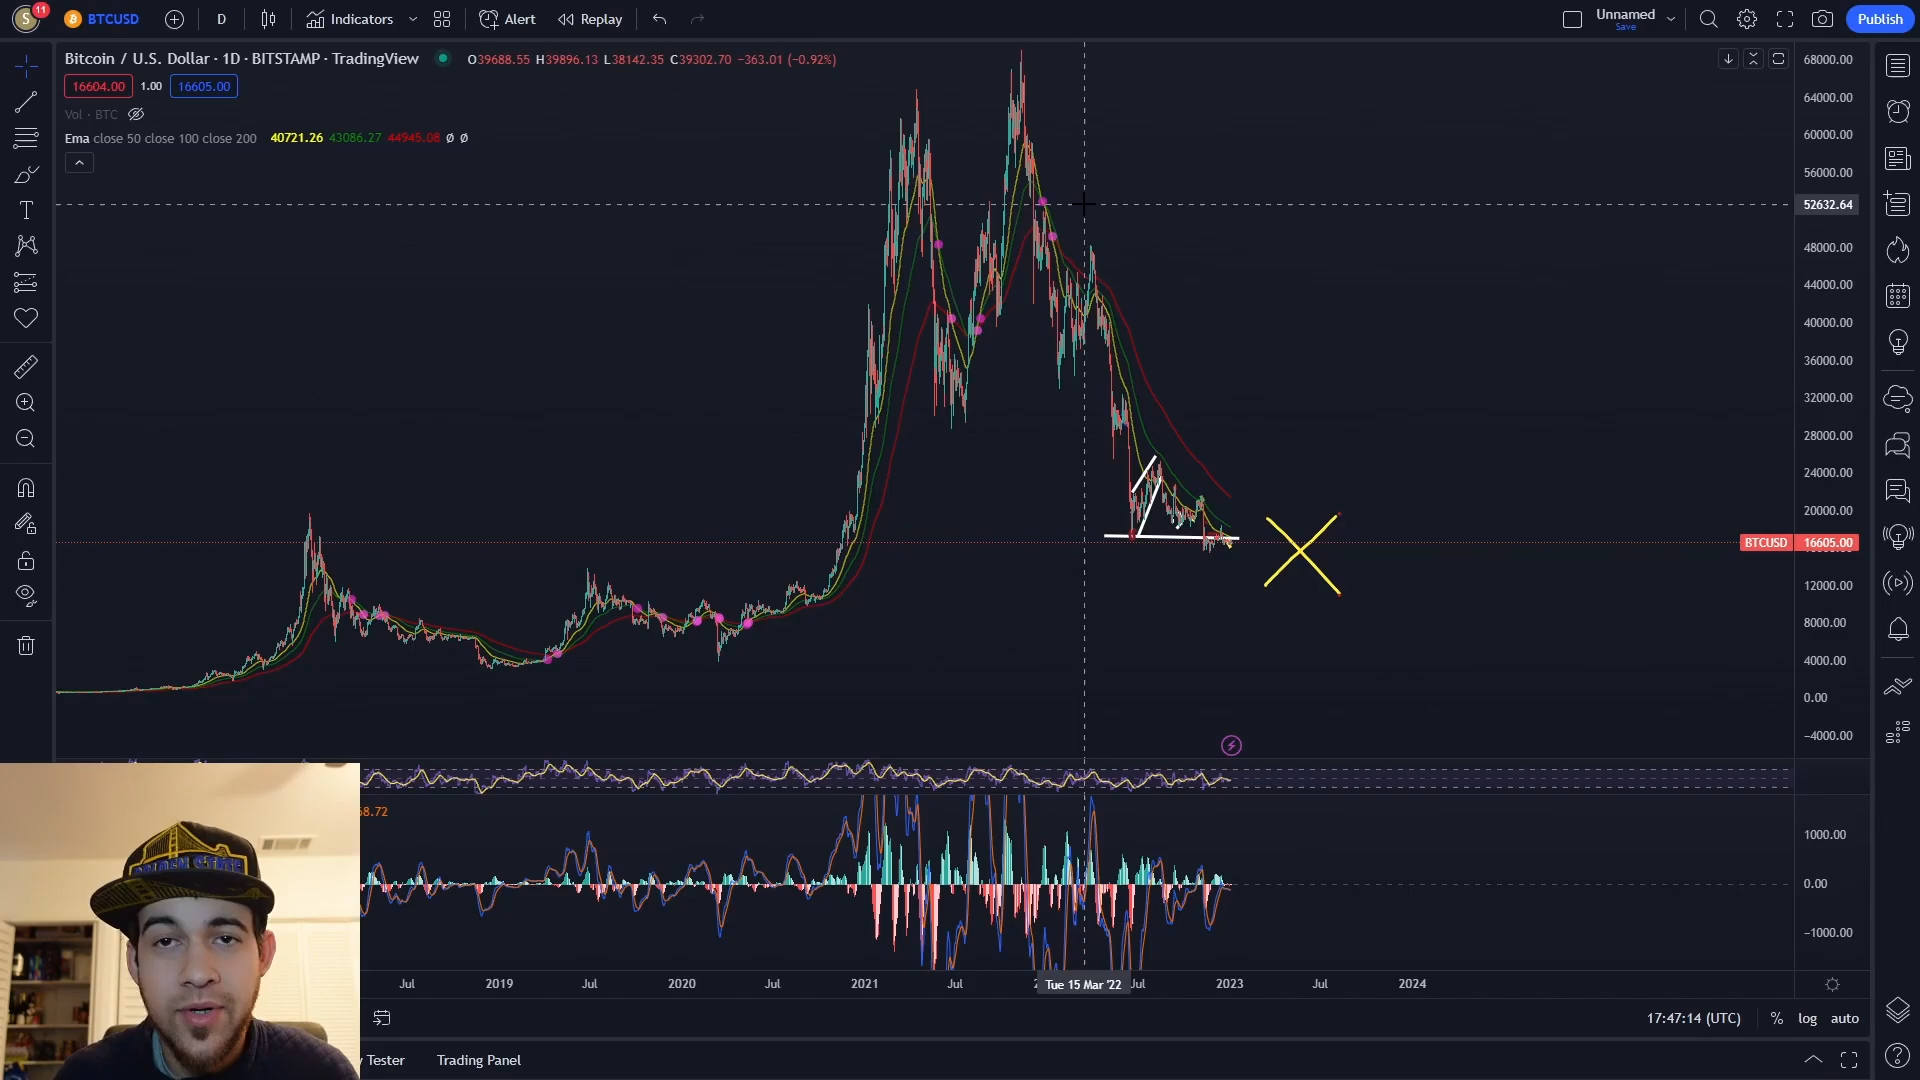 S 11 BTCUSD D Indicators Alert Replay Unnamed Save Publish
Bitcoin / U.S. Dollar · 1D · BITSTAMP · TradingView O39688.55 H39896.13 L38142.35 C39302.70 −363.01 (−0.92%)
16604.00 1.00 16605.00
Vol · BTC
Ema close 50 close 100 close 200 40721.26 43086.27 44945.08 ø ø
68000.00
64000.00
60000.00
56000.00
52632.64
48000.00
44000.00
40000.00
36000.00
32000.00
28000.00
24000.00
20000.00
BTCUSD 16605.00
12000.00
8000.00
4000.00
0.00
−4000.00
8.72
1000.00
0.00
GOLDEN STATE
−1000.00
Jul 2019 Jul 2020 Jul 2021 Jul Tue 15 Mar '22 Jul 2023 Jul 2024
17:47:14 (UTC) % log auto
Tester Trading Panel